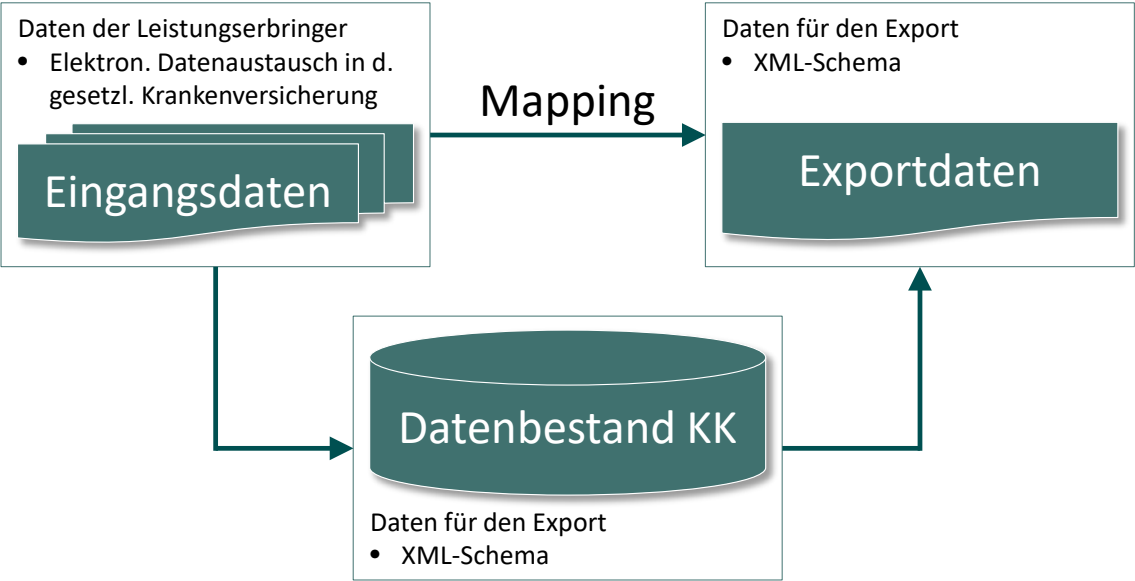 Daten der Leistungserbringer
• Elektron. Datenaustausch in d.
gesetzl. Krankenversicherung
Eingangsdaten
Mapping
Daten für den Export
• XML-Schema
Exportdaten
Datenbestand KK
Daten für den Export
• XML-Schema